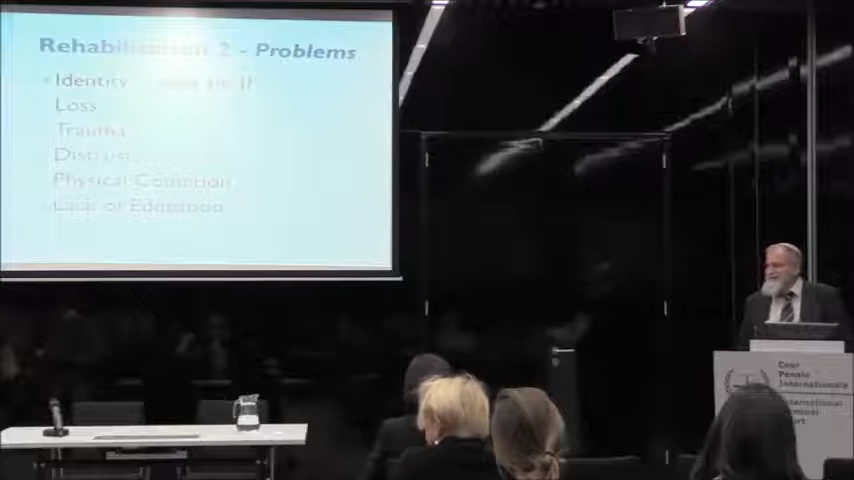 Rehabilitation 2 - Problems
Identity
Loss
Trauma
Distrust
Physical Condition
Lack of Education
Cour
Pénale
Internationale
International
Criminal
Court